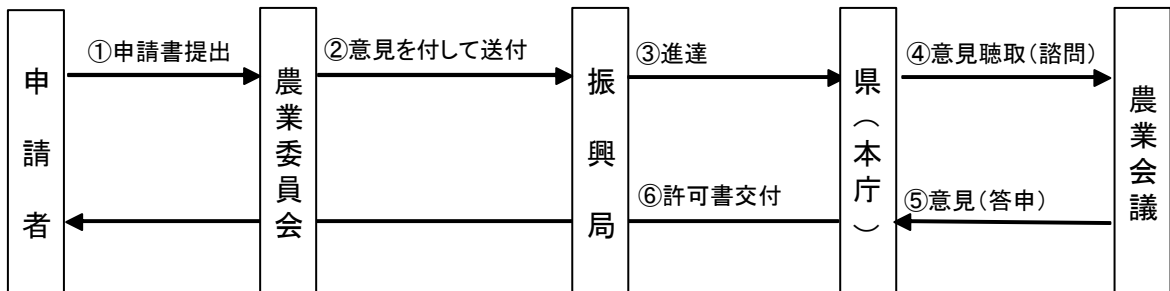 申請者
①申請書提出
農業委員会
②意見を付して送付
振興局
③進達
県（本庁）
④意見聴取（諮問）
農業会議
⑤意見（答申）
⑥許可書交付